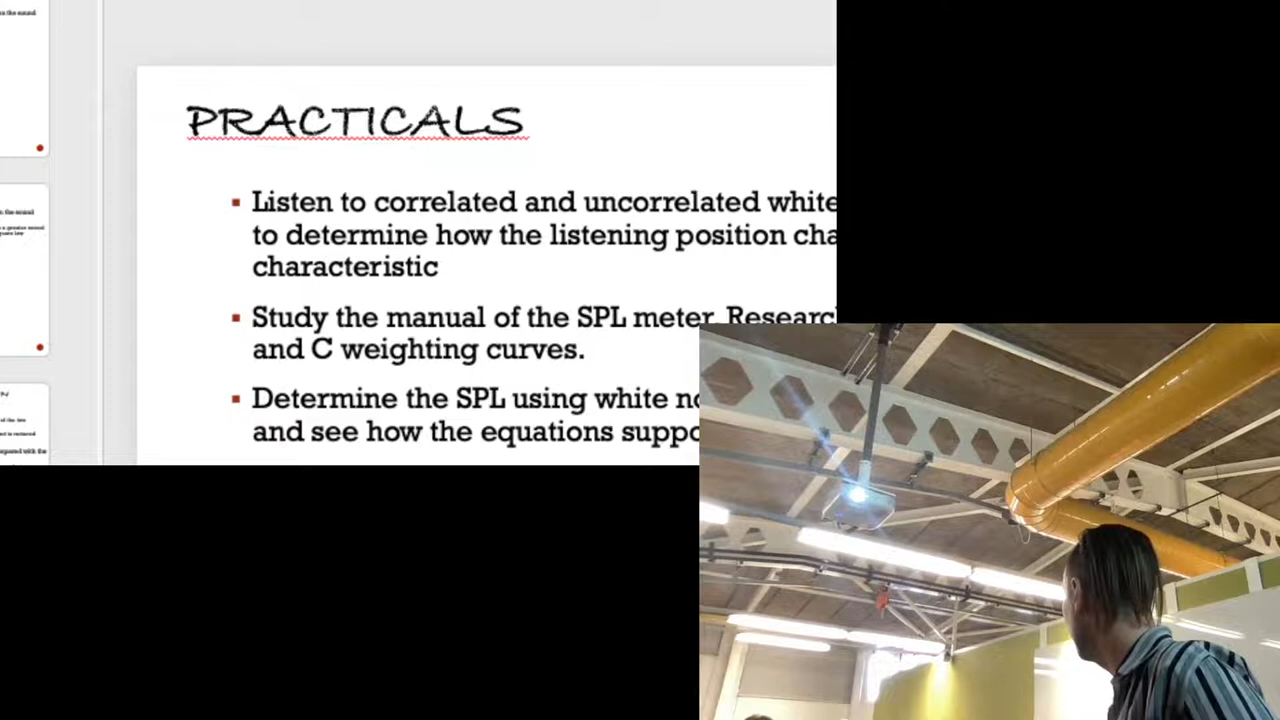 PRACTICALS
Listen to correlated and uncorrelated white
to determine how the listening position cha
characteristic
Study the manual of the SPL meter. Research
and C weighting curves.
Determine the SPL using white no
and see how the equations suppo